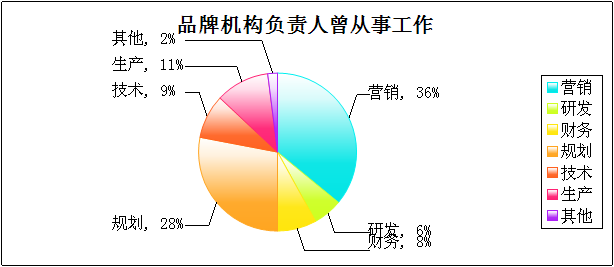 品牌机构负责人曾从事工作
其他, 2%
生产, 11%
技术, 9%
营销, 36%
规划, 28%
研发, 6%
财务, 8%
营销
研发
财务
规划
技术
生产
其他